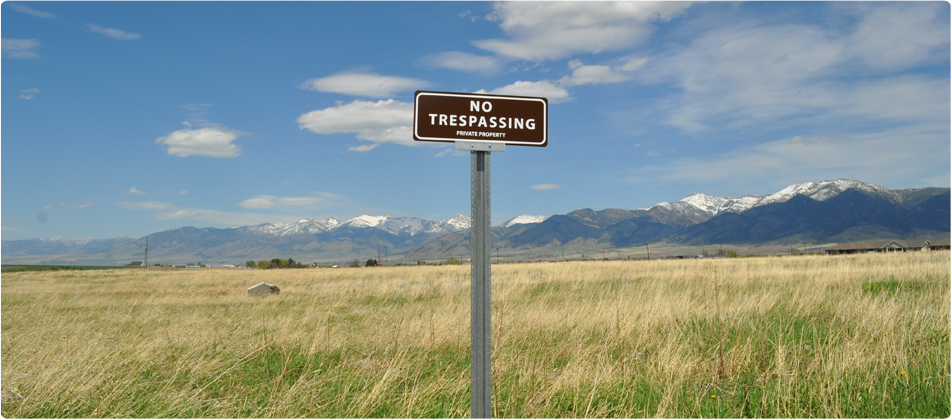 NO
TRESPASSING
PRIVATE PROPERTY